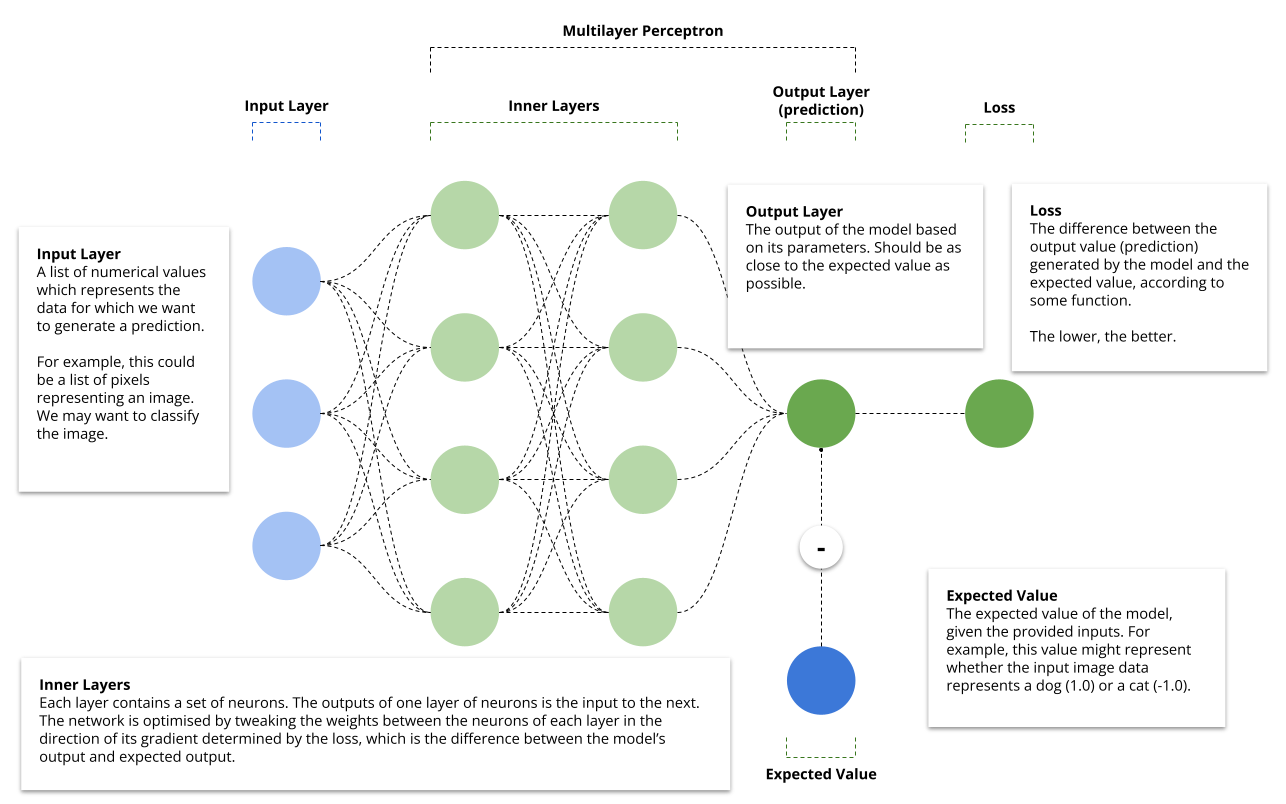 Multilayer Perceptron
Input Layer
Inner Layers
Output Layer
(prediction)
Loss
Input Layer
A list of numerical values
which represents the
data for which we want
to generate a prediction.
For example, this could
be a list of pixels
representing an image.
We may want to classify
the image.
Output Layer
The output of the model based
on its parameters. Should be as
close to the expected value as
possible.
Loss
The difference between the
output value (prediction)
generated by the model and the
expected value, according to
some function.
The lower, the better.
-
Expected Value
The expected value of the model,
given the provided inputs. For
example, this value might represent
whether the input image data
represents a dog (1.0) or a cat (-1.0).
Inner Layers
Each layer contains a set of neurons. The outputs of one layer of neurons is the input to the next.
The network is optimised by tweaking the weights between the neurons of each layer in the
direction of its gradient determined by the loss, which is the difference between the model’s
output and expected output.
Expected Value